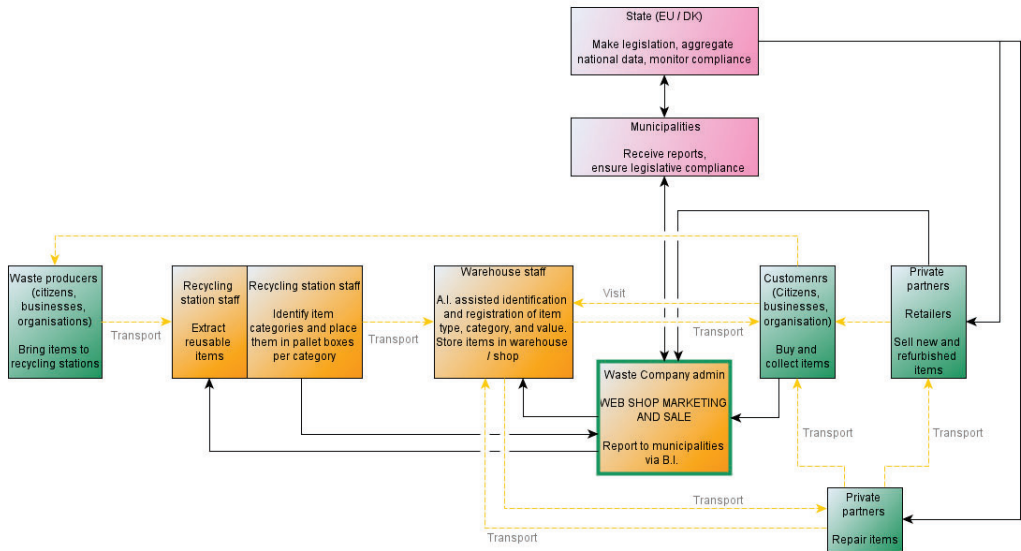 State (EU / DK)
Make legislation, aggregate
national data, monitor compliance
Municipalities
Receive reports,
ensure legislative compliance
Waste producers
(citizens,
businesses,
organisations)
Bring items to
recycling stations
Transport
Recycling
station staff
Extract
reusable
items
Recycling station staff
Identify item
categories and place
them in pallet boxes
per category
Transport
Warehouse staff
A.I. assisted identification
and registration of item
type, category, and value.
Store items in warehouse
/ shop
Visit
Transport
Customenrs
(Citizens,
businesses,
organisation)
Buy and
collect items
Private
partners
Retailers
Sell new and
refurbished
items
Waste Company admin
WEB SHOP MARKETING
AND SALE
Report to municipalities
via B.I.
Transport
Transport
Transport
Transport
Private
partners
Repair items